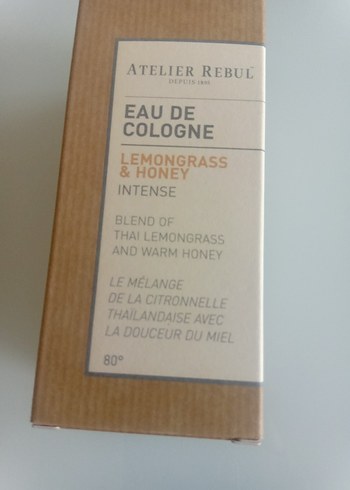 ATELIER REBUL
DEPUIS 1895
EAU DE
COLOGNE
LEMONGRASS
& HONEY
INTENSE
BLEND OF
THAI LEMONGRASS
AND WARM HONEY
LE MÉLANGE
DE LA CITRONNELLE
THAÏLANDAISE AVEC
LA DOUCEUR DU MIEL
80°